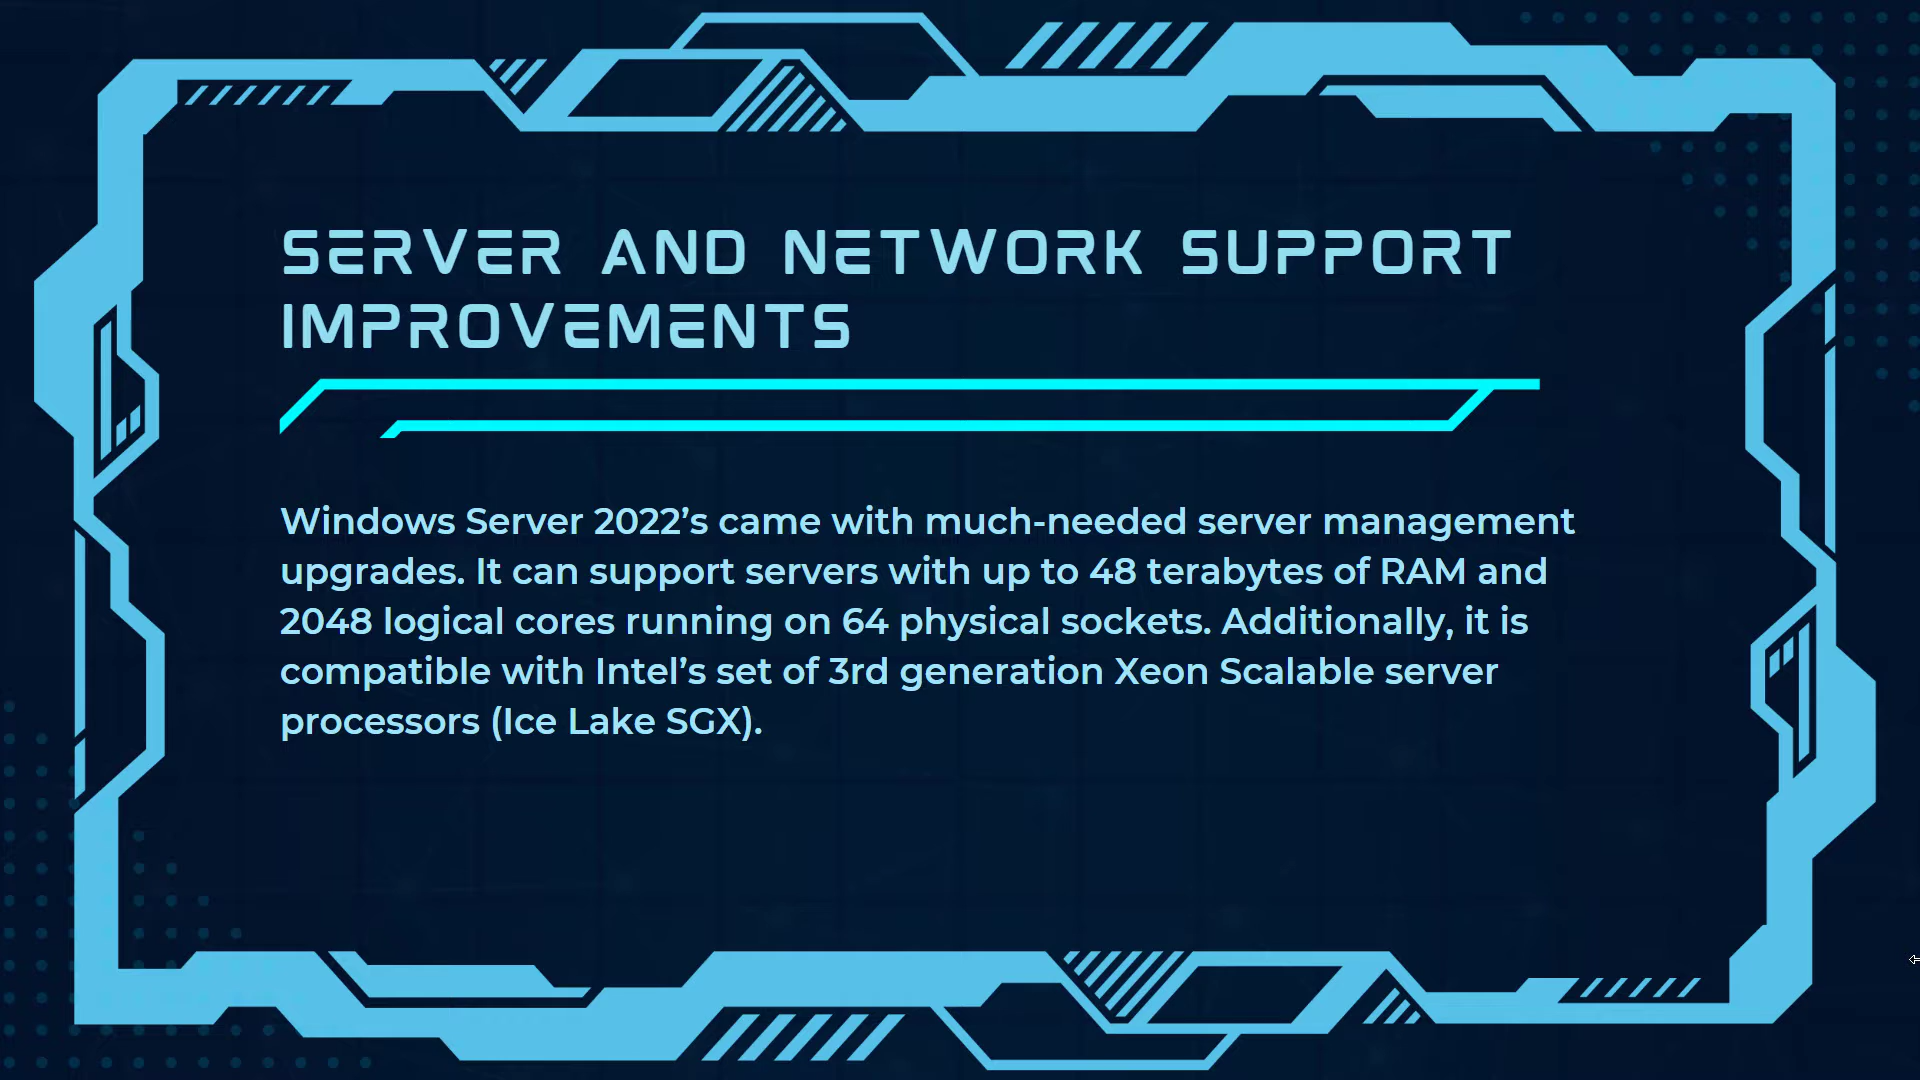 SERVER AND NETWORK SUPPORT
IMPROVEMENTS
Windows Server 2022’s came with much-needed server management
upgrades. It can support servers with up to 48 terabytes of RAM and
2048 logical cores running on 64 physical sockets. Additionally, it is
compatible with Intel’s set of 3rd generation Xeon Scalable server
processors (Ice Lake SGX).